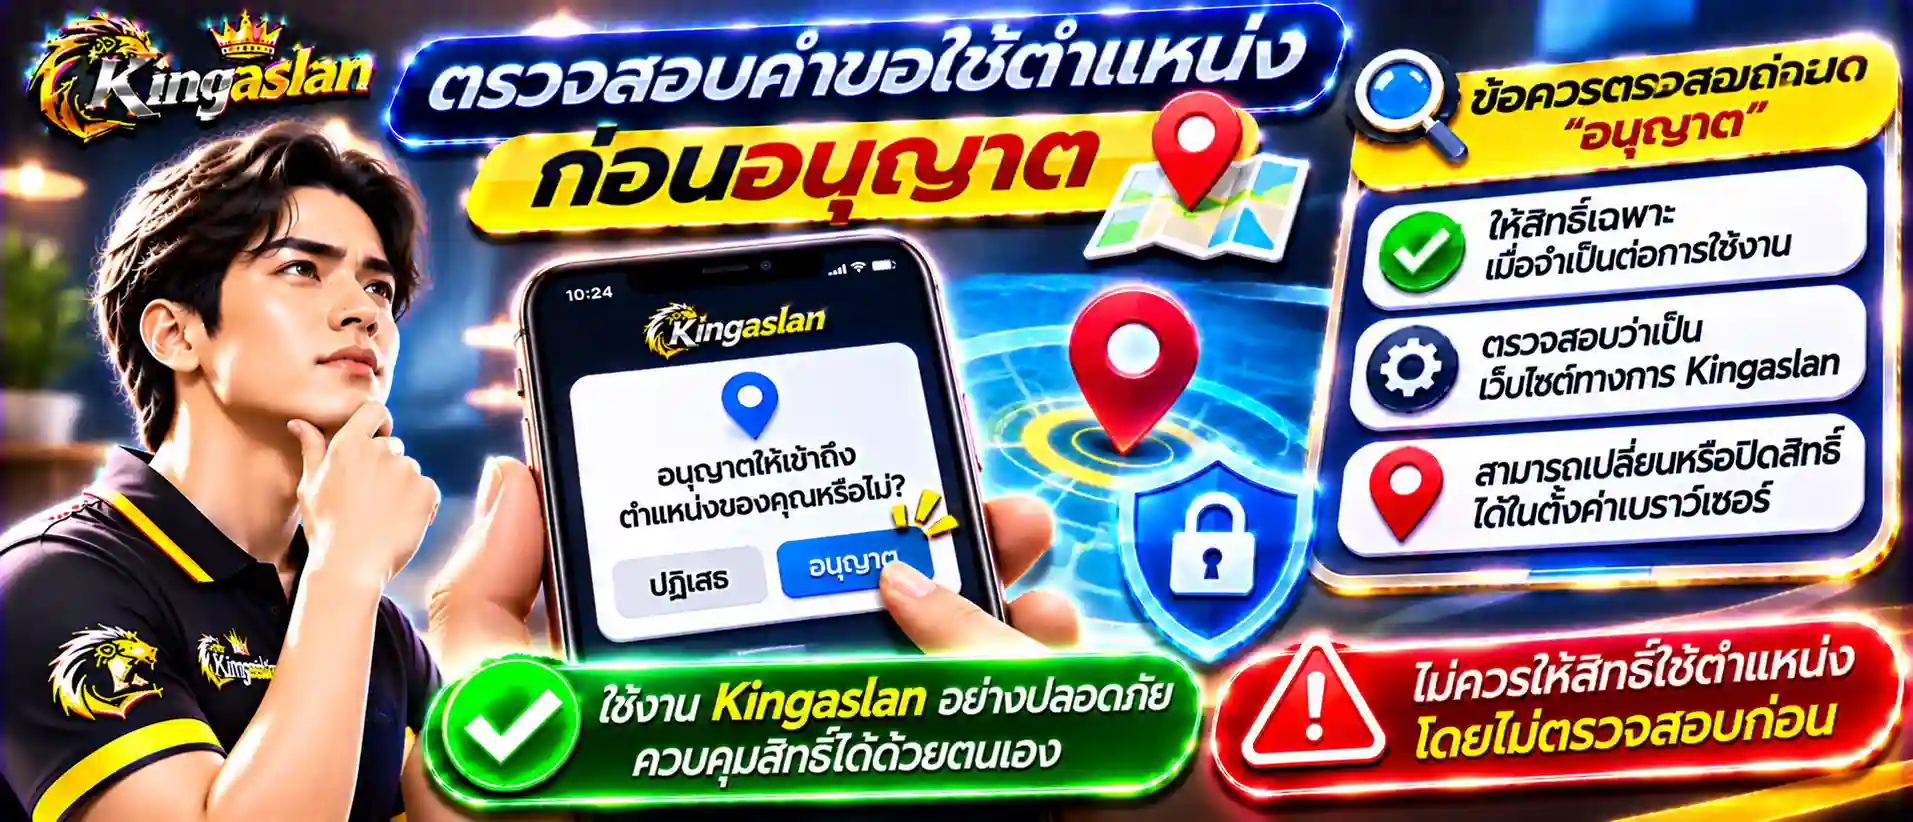 Kingaslan
ตรวจสอบคำขอใช้ตำแหน่ง
ก่อนอนุญาต
10:24
Kingaslan
อนุญาตให้เข้าถึง
ตำแหน่งของคุณหรือไม่?
ปฏิเสธ
อนุญาต
ข้อควรตรวจสอบก่อนกด
"อนุญาต"
ให้สิทธิ์เฉพาะ
เมื่อจำเป็นต่อการใช้งาน
ตรวจสอบว่าเป็น
เว็บไซต์ทางการ Kingaslan
สามารถเปลี่ยนหรือปิดสิทธิ์
ได้ในตั้งค่าเบราว์เซอร์
Kingaslan
ใช้งาน Kingaslan อย่างปลอดภัย
ควบคุมสิทธิ์ได้ด้วยตนเอง
ไม่ควรให้สิทธิ์ใช้ตำแหน่ง
โดยไม่ตรวจสอบก่อน